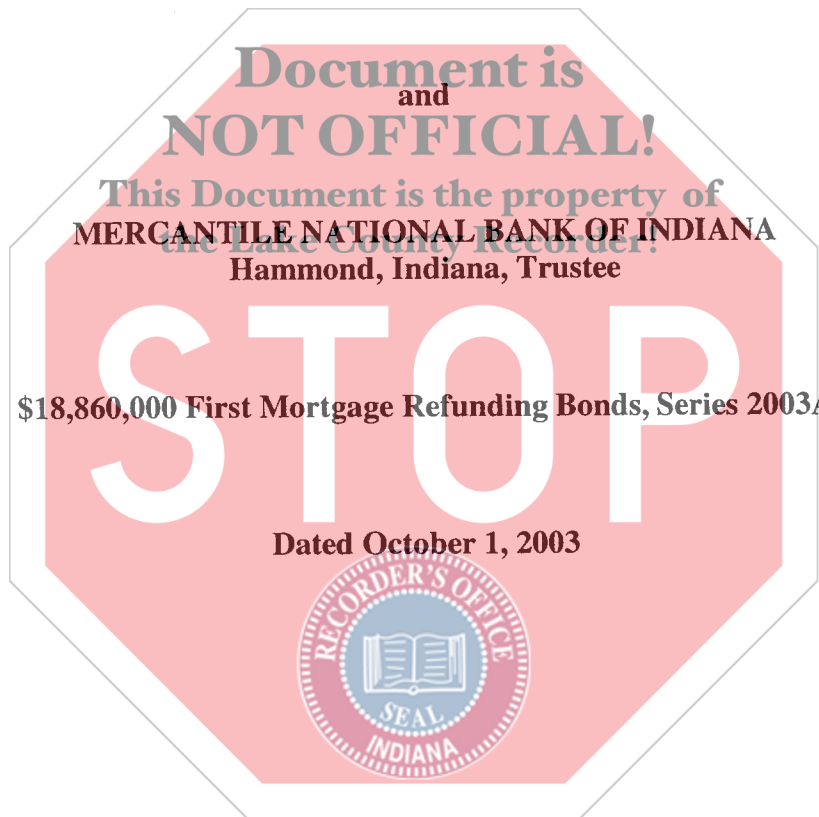 Document is
and
NOT OFFICIAL!
This Document is the property of
MERCANTILE NATIONAL BANK OF INDIANA
the Lake County Recorder!
Hammond, Indiana, Trustee
STOP
$18,860,000 First Mortgage Refunding Bonds, Series 2003A
Dated October 1, 2003
RECORDER'S OFFICE
SEAL
INDIANA